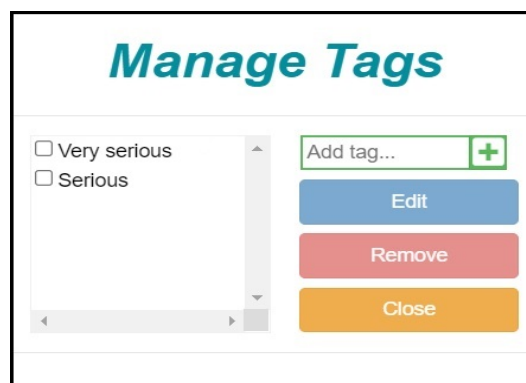 Manage Tags
Very serious
Serious
Add tag...
Edit
Remove
Close